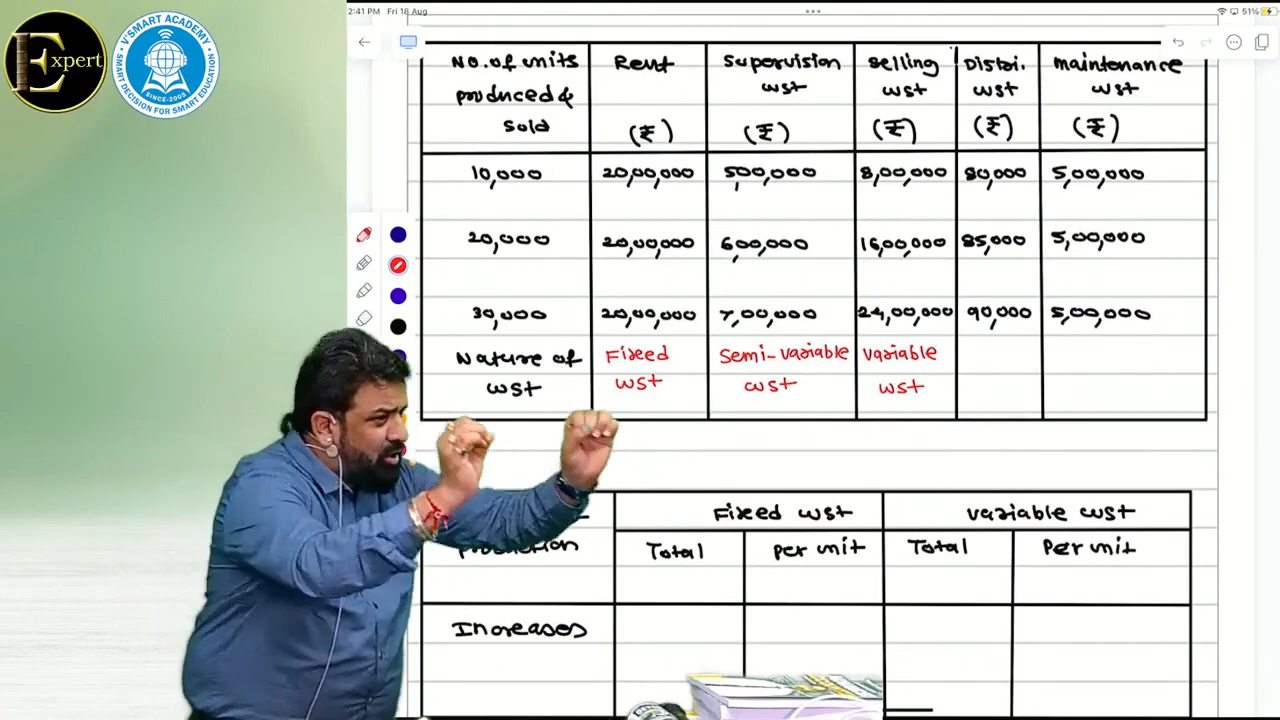 2:41 PM Fri 18 Aug
51%
Expert
V'SMART ACADEMY
SINCE-2005
SMART DECISION FOR SMART EDUCATION
No. of units produced & sold
Rent (₹)
Supervision cost (₹)
Selling cost (₹)
Distri. cost (₹)
maintenance cost (₹)
10,000 20,00,000 500,000 8,00,000 80,000 5,00,000
20,000 20,00,000 600,000 16,00,000 85,000 5,00,000
30,000 20,00,000 7,00,000 24,00,000 90,000 5,00,000
Nature of cost
Fixed cost
Semi-variable cost
Variable cost
Fixed cost Variable cost
production Total Per unit Total Per unit
Increases